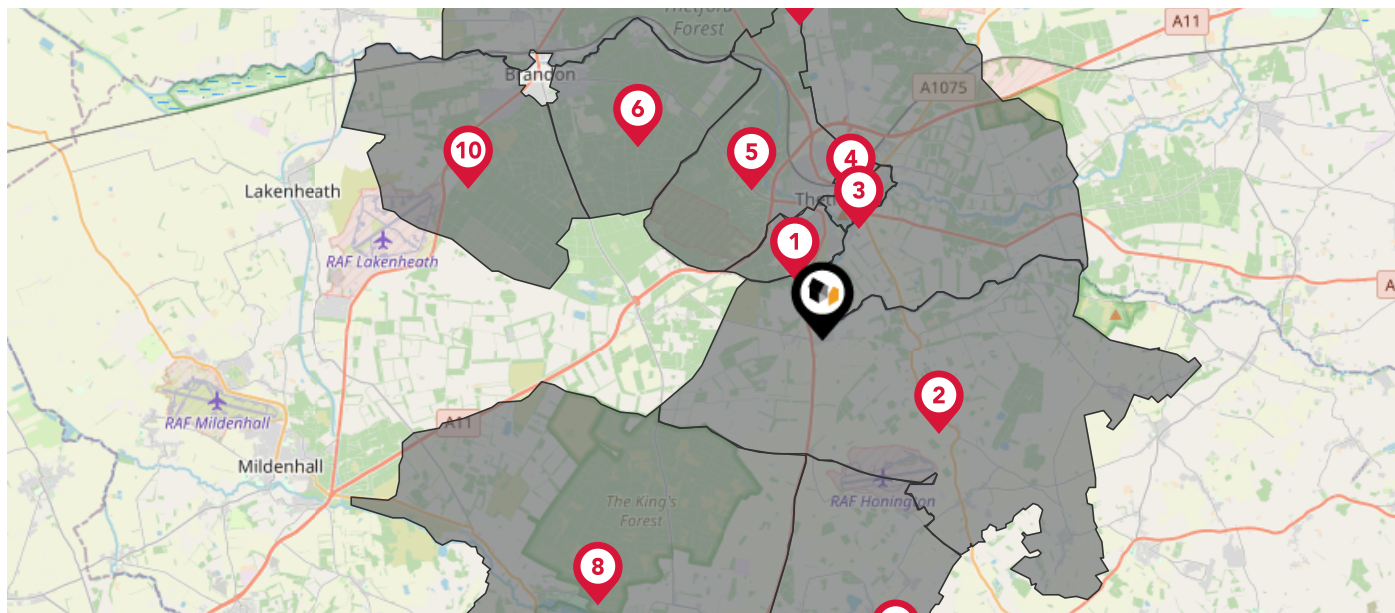 Thetford
Forest
A11
Brandon
A1075
6
10
5
4
Lakenheath
3
1
RAF Lakenheath
2
RAF Mildenhall
A11
Mildenhall
RAF Honington
The King's
Forest
8